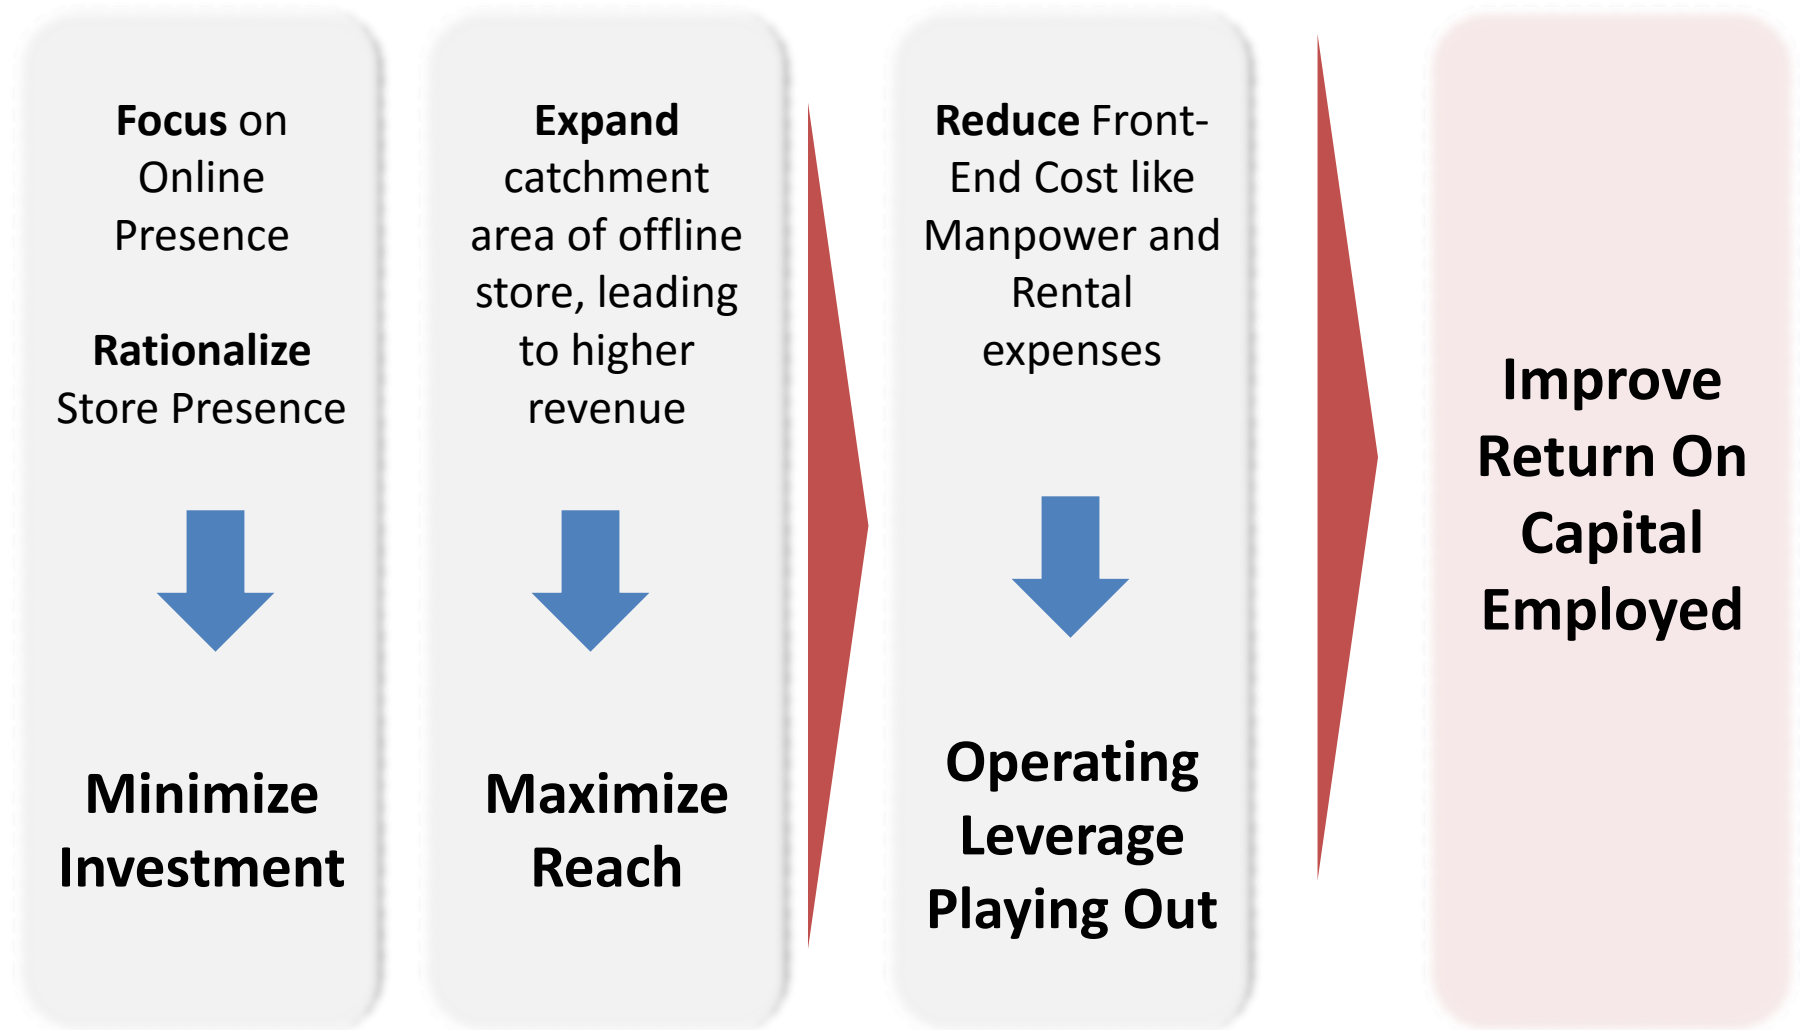 Focus on
Online
Presence
Rationalize
Store Presence
Minimize
Investment
Expand
catchment
area of offline
store, leading
to higher
revenue
Maximize
Reach
Reduce Front-
End Cost like
Manpower and
Rental
expenses
Operating
Leverage
Playing Out
Improve
Return On
Capital
Employed